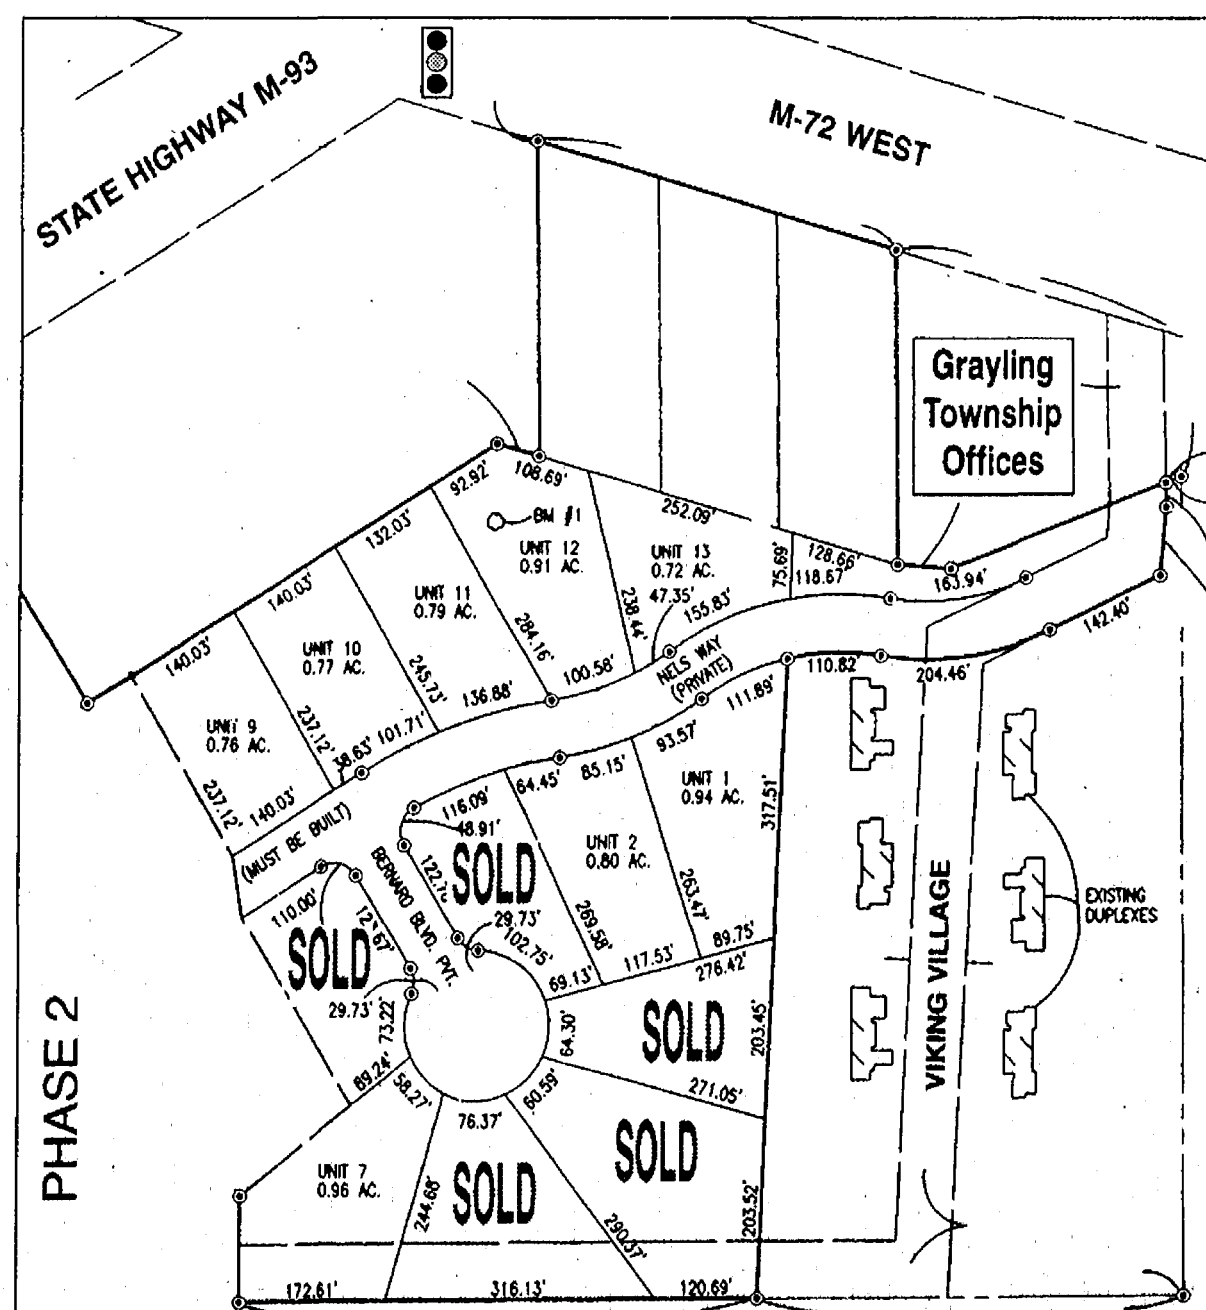 STATE HIGHWAY M-93
M-72 WEST
Grayling
Township
Offices
108.69'
92.92'
BM #1
132.03'
252.09'
UNIT 12
0.91 AC.
UNIT 13
0.72 AC.
75.69'
128.66'
118.67'
163.94'
140.03'
UNIT 11
0.79 AC.
238.44'
47.35'
155.83'
142.40'
140.03'
UNIT 10
0.77 AC.
245.73'
284.16'
100.58'
NELS WAY
(PRIVATE)
110.82'
204.46'
UNIT 9
0.76 AC.
237.12'
38.63'
101.71'
136.88'
111.89'
93.57'
237.12'
140.03'
64.45'
85.15'
UNIT 1
0.94 AC.
317.51'
(MUST BE BUILT)
116.09'
48.91'
SOLD
UNIT 2
0.80 AC.
BERNARD BLVD. PVT.
110.00'
SOLD
29.73'
102.75'
269.58'
263.47'
89.75'
VIKING VILLAGE
EXISTING
DUPLEXES
69.13'
117.53'
276.42'
29.73'
73.22'
64.30'
SOLD
203.45'
PHASE 2
89.24'
58.27'
60.59'
271.05'
76.37'
UNIT 7
0.96 AC.
244.68'
SOLD
SOLD
290.37'
203.52'
172.61'
316.13'
120.69'